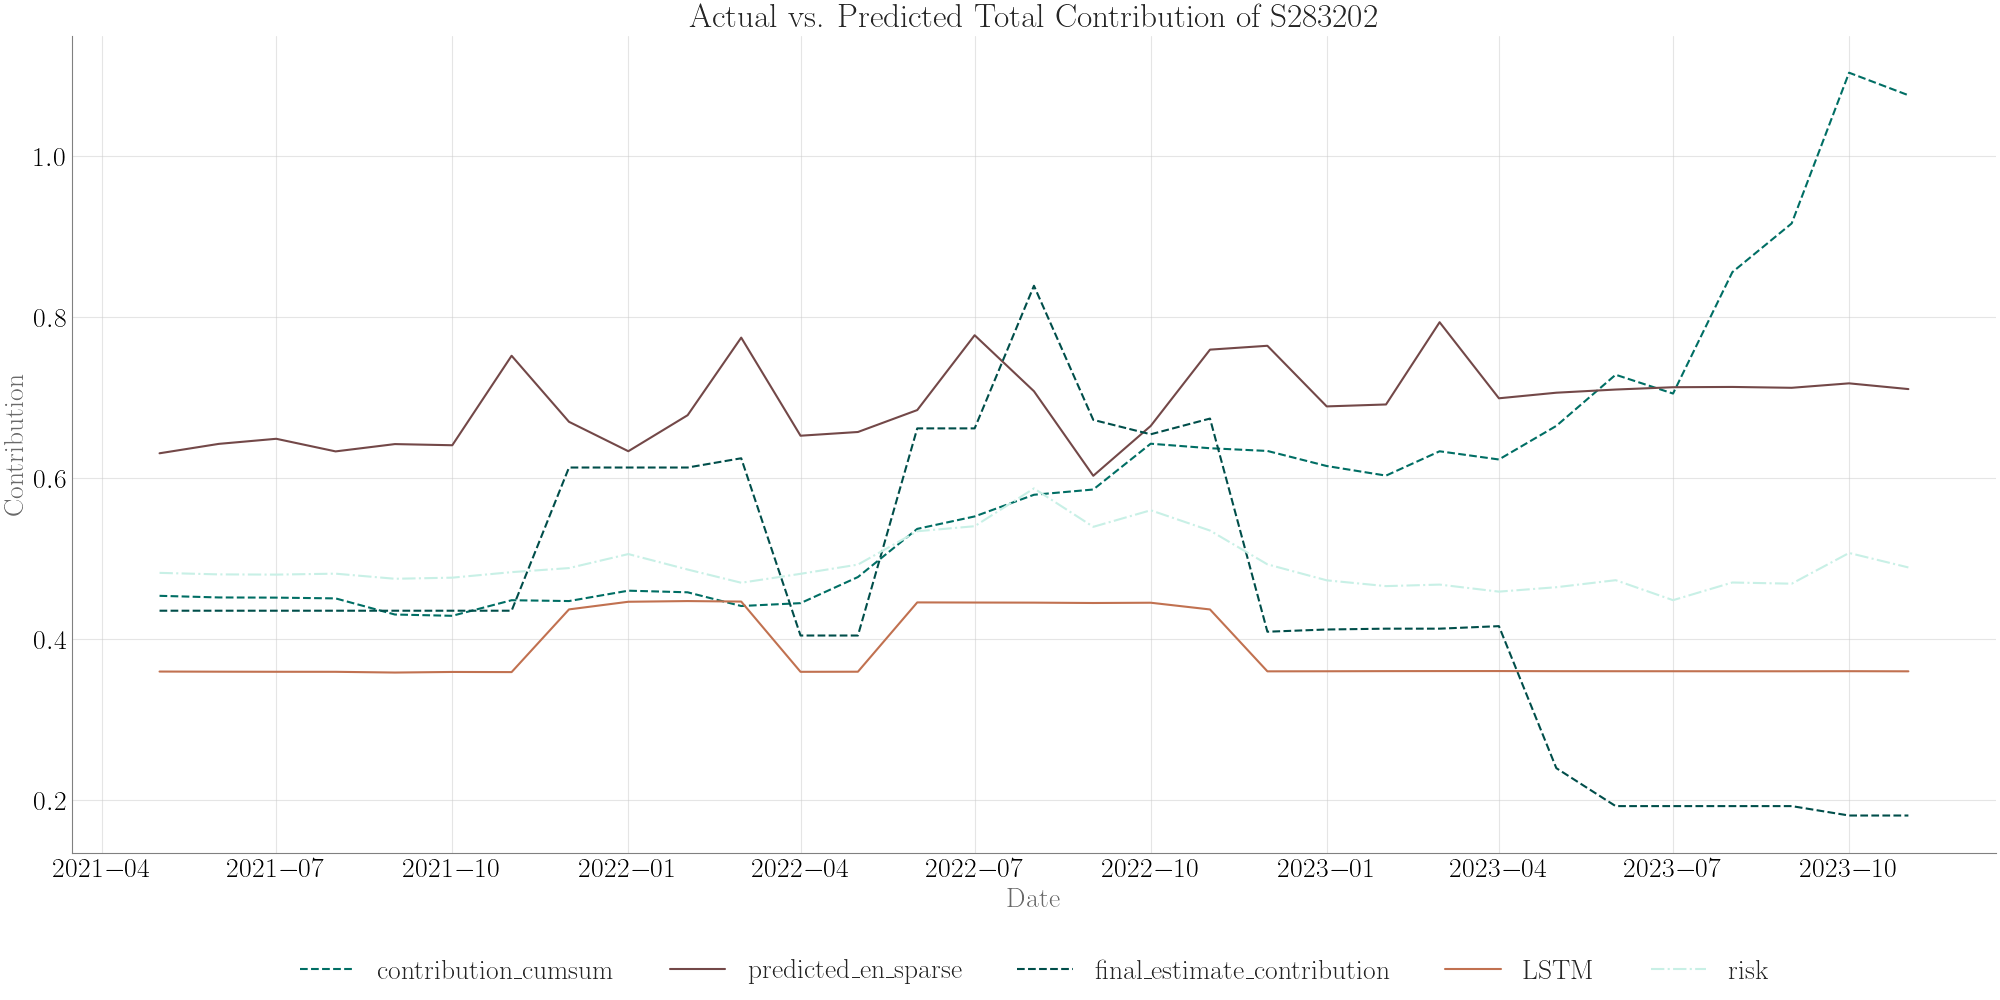 Actual vs. Predicted Total Contribution of S283202
Contribution
1.0
0.8
0.6
0.4
0.2
2021−04 2021−07 2021−10 2022−01 2022−04 2022−07 2022−10 2023−01 2023−04 2023−07 2023−10
Date
contribution_cumsum predicted_en_sparse final_estimate_contribution LSTM risk